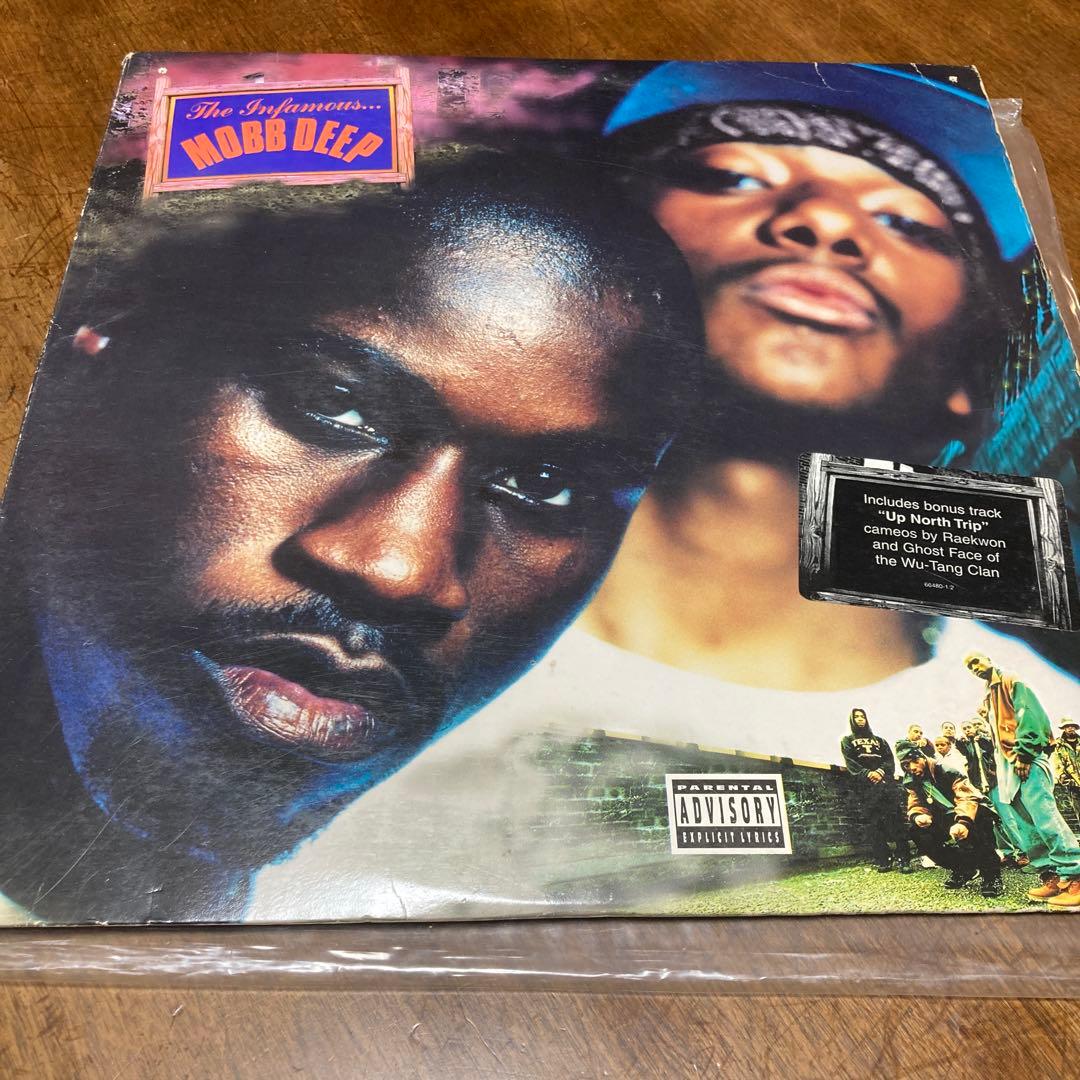 The Infamous...
MOBB DEEP
Includes bonus track
"Up North Trip"
cameos by Raekwon
and Ghost Face of
the Wu-Tang Clan
66480-1/2
TEXAS
T
PARENTAL
ADVISORY
EXPLICIT LYRICS